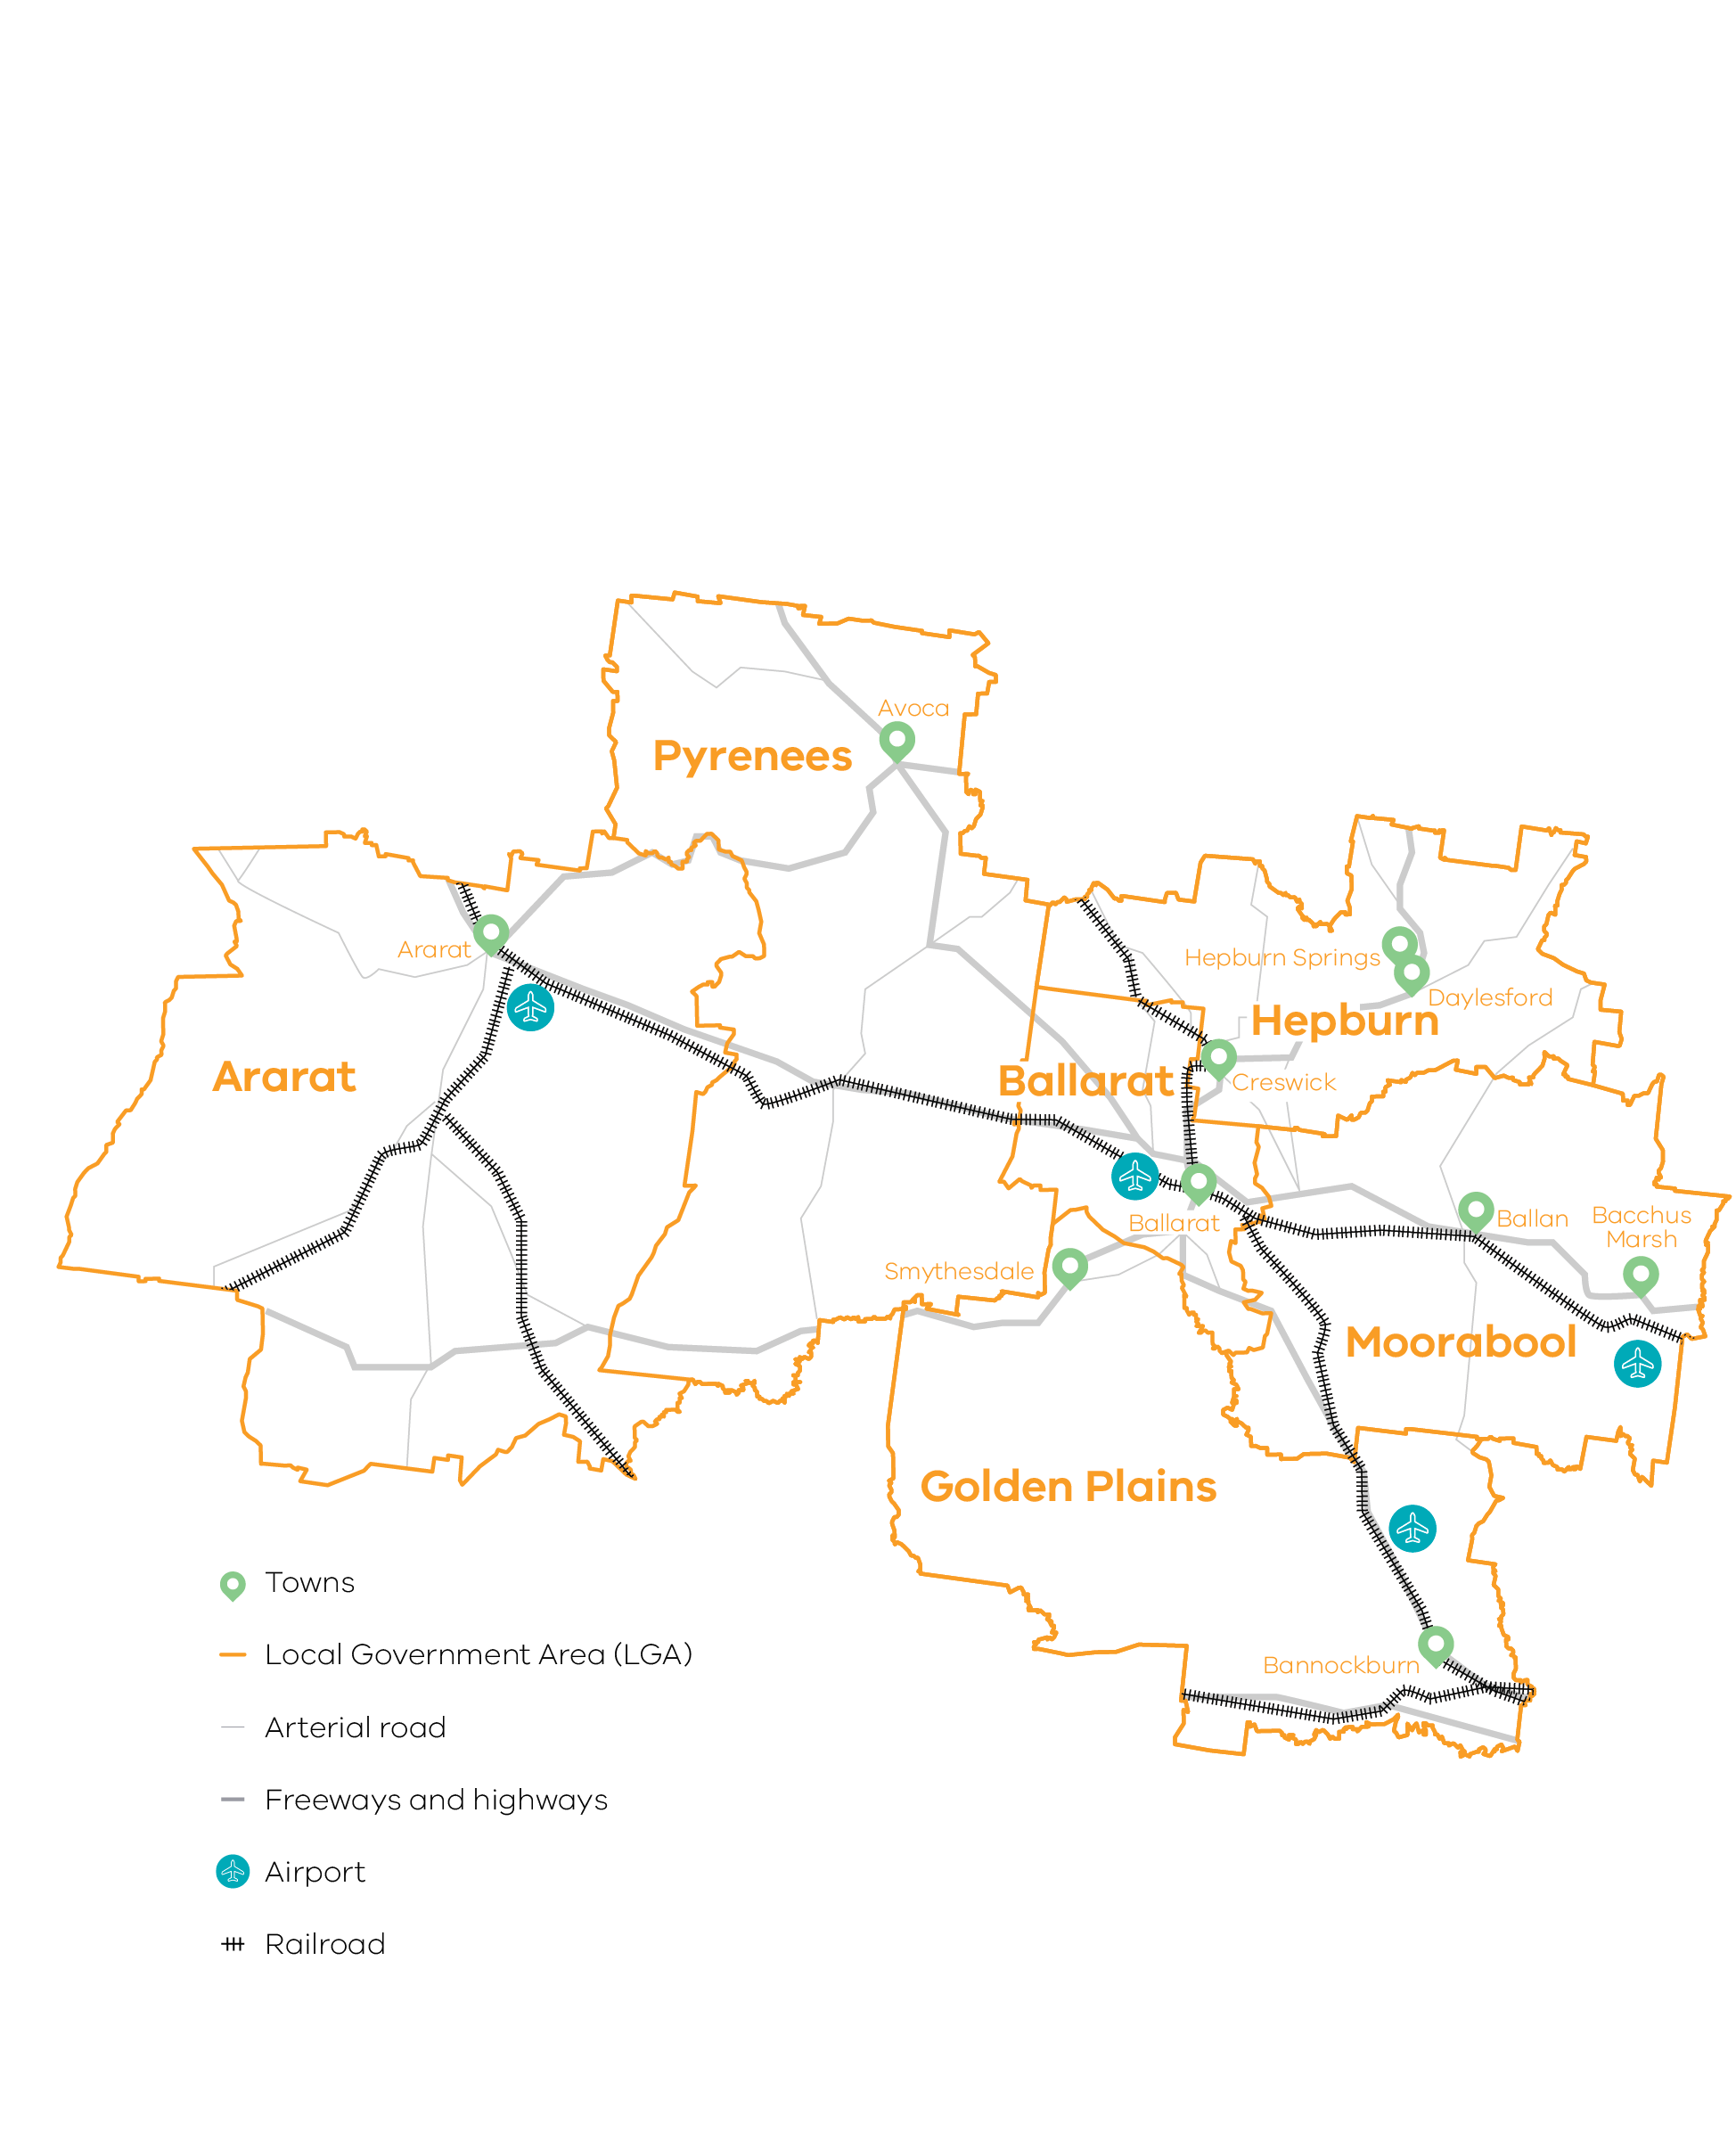 Avoca
Pyrenees
Ararat
Hepburn Springs
Daylesford
Hepburn
Ararat
Ballarat
Creswick
Ballarat
Ballan
Bacchus
Marsh
Smythesdale
Moorabool
Golden Plains
Bannockburn
Towns
Local Government Area (LGA)
Arterial road
Freeways and highways
Airport
Railroad